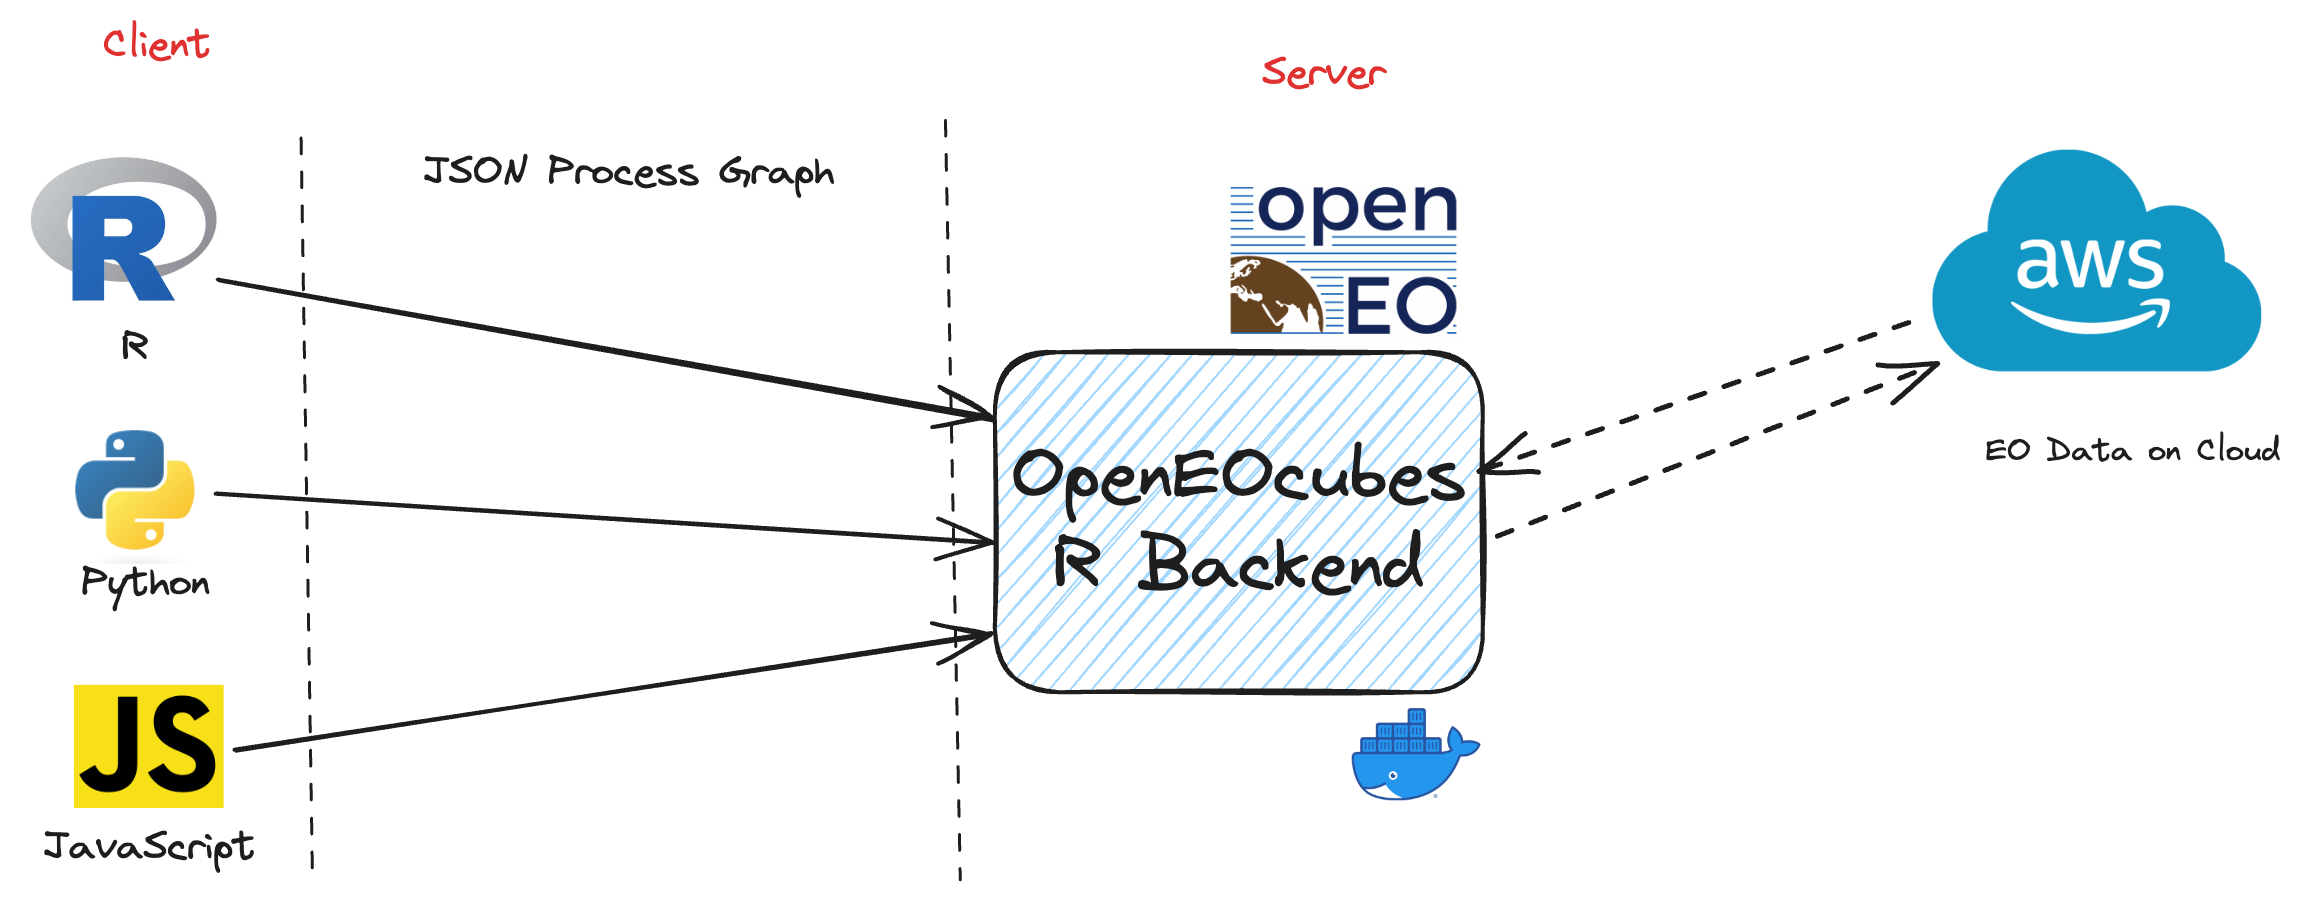 Client
Server
JSON Process Graph
R
R
Python
JS
JavaScript
open
EO
OpenEOcubes
R Backend
aws
EO Data on Cloud